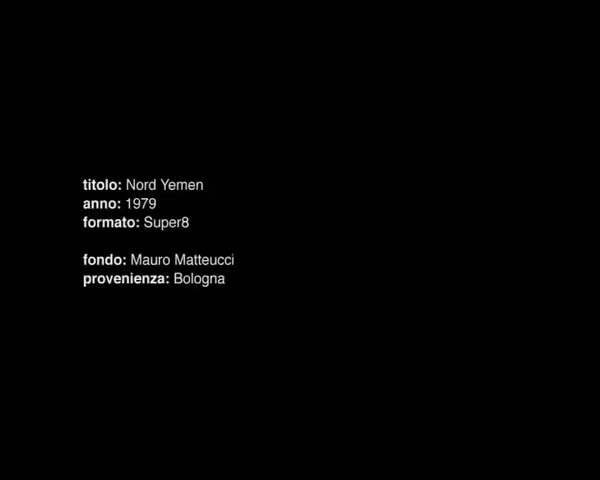 titolo: Nord Yemen
anno: 1979
formato: Super8
fondo: Mauro Matteucci
provenienza: Bologna